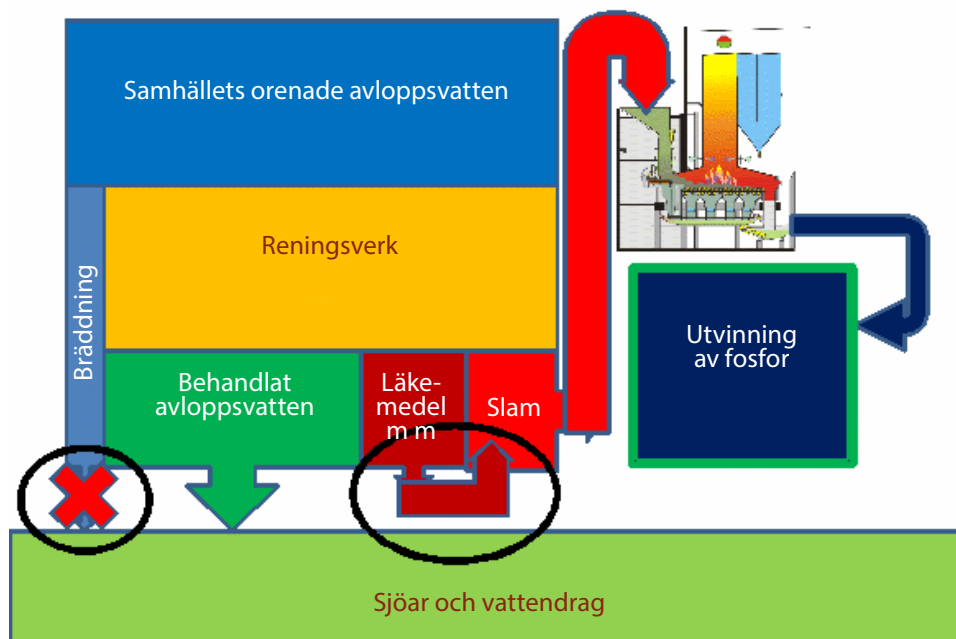 Samhällets orenade avloppsvatten
Reningsverk
Bräddning
Behandlat
avloppsvatten
Läke-
medel
m m
Slam
Utvinning
av fosfor
Sjöar och vattendrag